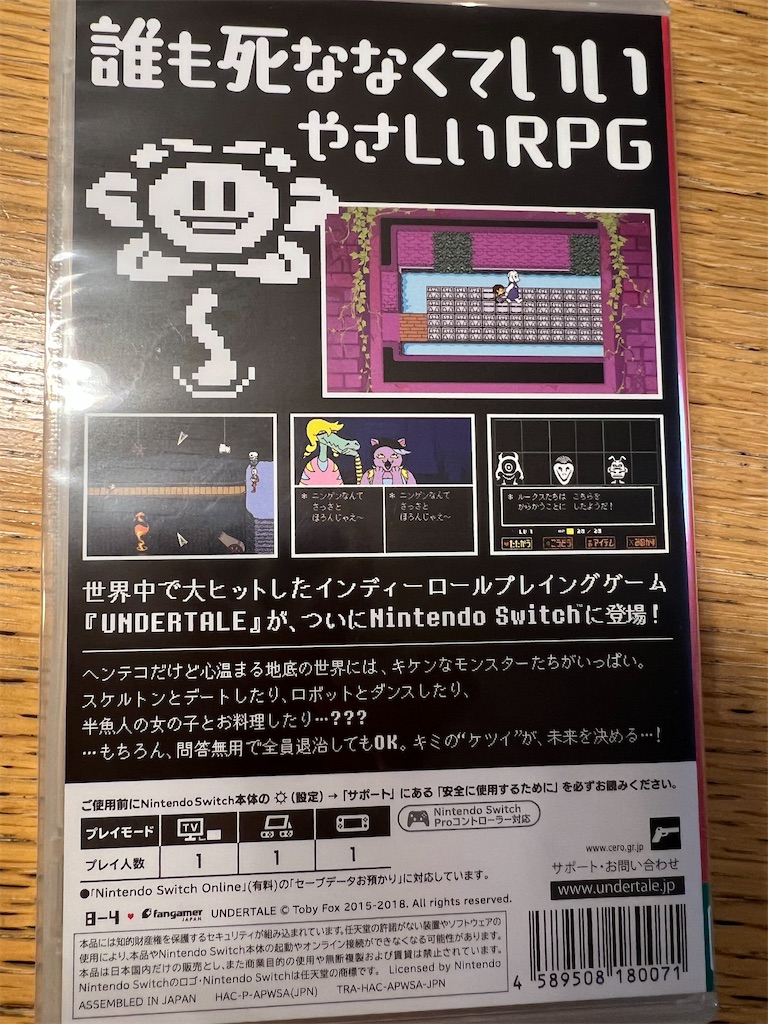 誰も死ななくていい
やさしいRPG
＊ ニンゲンなんて
さっさと
ほろんじゃえ〜
＊ ニンゲンなんて
さっさと
ほろんじゃえ〜
＊ ルークスたちは こちらを
からかうことに したようだ！
LV 1 HP 20 / 20
たたかう こうどう アイテム みのがす
世界中で大ヒットしたインディーロールプレイングゲーム
『UNDERTALE』が、ついにNintendo Switch™に登場！
ヘンテコだけど心温まる地底の世界には、キケンなモンスターたちがいっぱい。
スケルトンとデートしたり、ロボットとダンスしたり、
半魚人の女の子とお料理したり…???
…もちろん、問答無用で全員退治してもOK。キミの“ケツイ”が、未来を決める…！
ご使用前にNintendo Switch本体の（設定）→「サポート」にある「安全に使用するために」を必ずお読みください。
プレイモード TV
プレイ人数 1 1 1
Nintendo Switch
Proコントローラー対応
●「Nintendo Switch Online」(有料)の「セーブデータお預かり」に対応しています。
www.cero.gr.jp
サポート・お問い合わせ
www.undertale.jp
8-4 ♥ fangamer JAPAN UNDERTALE © Toby Fox 2015-2018. All rights reserved.
本品には知的財産権を保護するセキュリティが組み込まれています。任天堂の許諾がない装置やソフトウェアの
使用により、本品やNintendo Switch本体の起動やオンライン接続ができなくなる可能性があります。
本品は日本国内だけの販売とし、また商業目的の使用や無断複製および賃貸は禁止されています。
Nintendo Switchのロゴ・Nintendo Switchは任天堂の商標です。 Licensed by Nintendo
ASSEMBLED IN JAPAN HAC-P-APWSA(JPN) TRA-HAC-APWSA-JPN
4 589508 180071